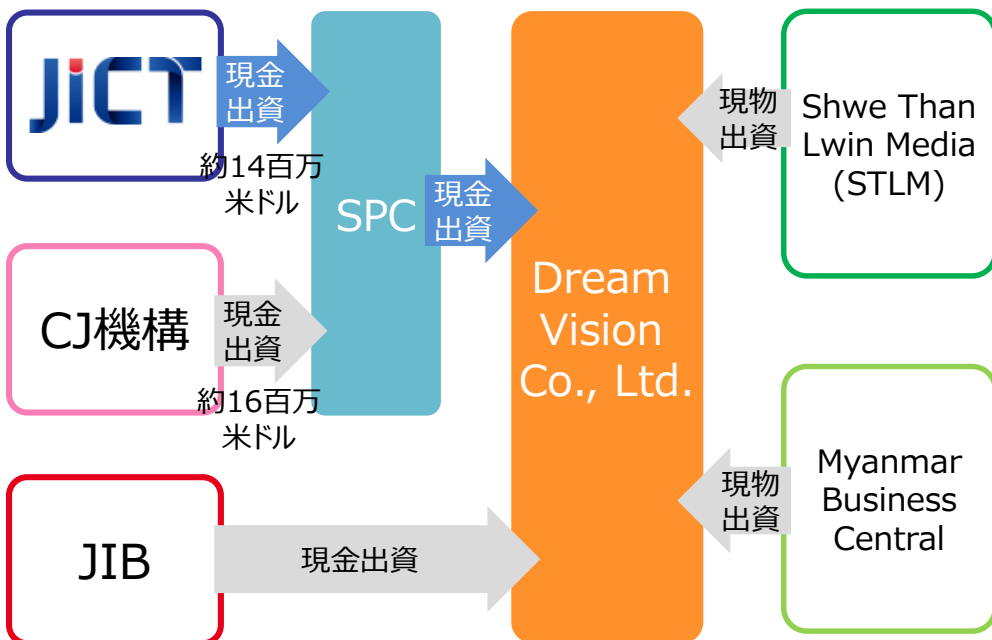 JiCT
現金
出資
約14百万
米ドル
CJ機構
現金
出資
約16百万
米ドル
JIB
現金出資
SPC
現金
出資
Dream
Vision
Co., Ltd.
現物
出資
Shwe Than
Lwin Media
(STLM)
現物
出資
Myanmar
Business
Central